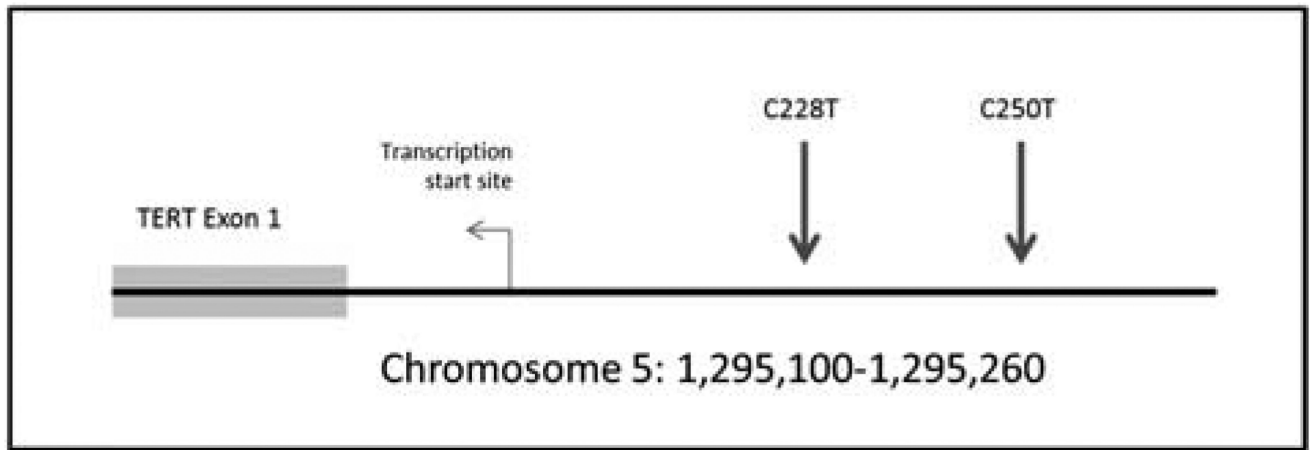 C228T
C250T
Transcription
start site
TERT Exon 1
Chromosome 5: 1,295,100-1,295,260